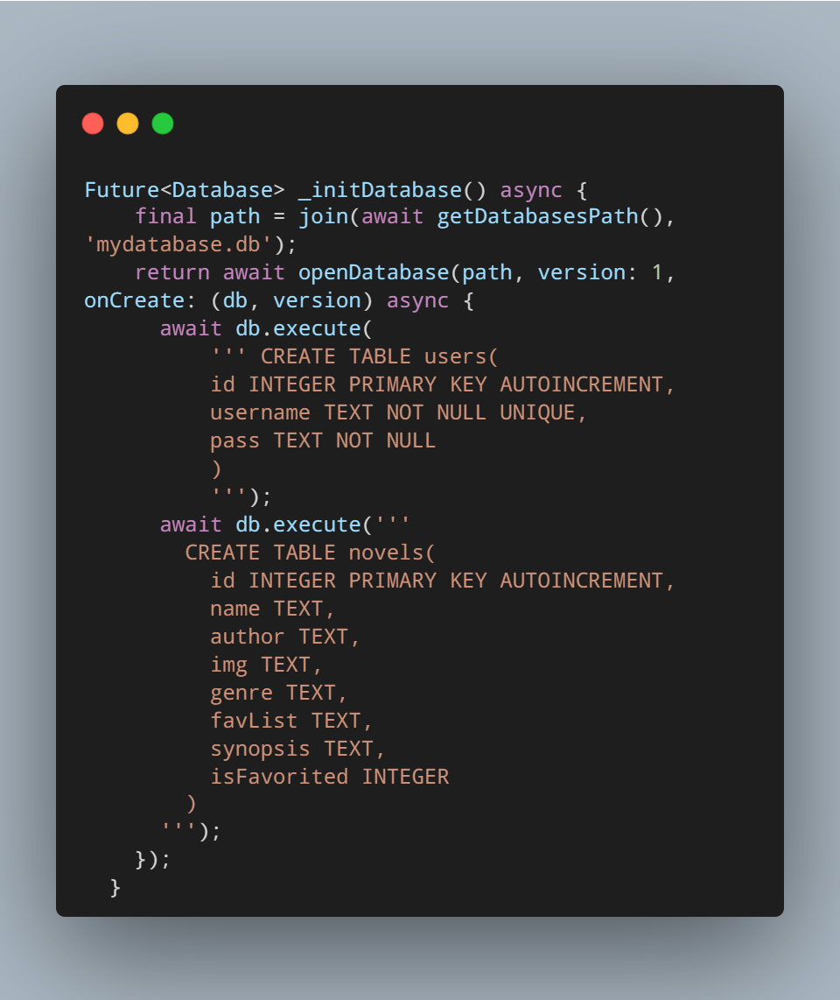 Future<Database> _initDatabase() async {
    final path = join(await getDatabasesPath(),
'mydatabase.db');
    return await openDatabase(path, version: 1,
onCreate: (db, version) async {
      await db.execute(
          ''' CREATE TABLE users(
          id INTEGER PRIMARY KEY AUTOINCREMENT,
          username TEXT NOT NULL UNIQUE,
          pass TEXT NOT NULL
          )
          ''');
      await db.execute('''
        CREATE TABLE novels(
          id INTEGER PRIMARY KEY AUTOINCREMENT,
          name TEXT,
          author TEXT,
          img TEXT,
          genre TEXT,
          favList TEXT,
          synopsis TEXT,
          isFavorited INTEGER
        )
      ''');
    });
  }